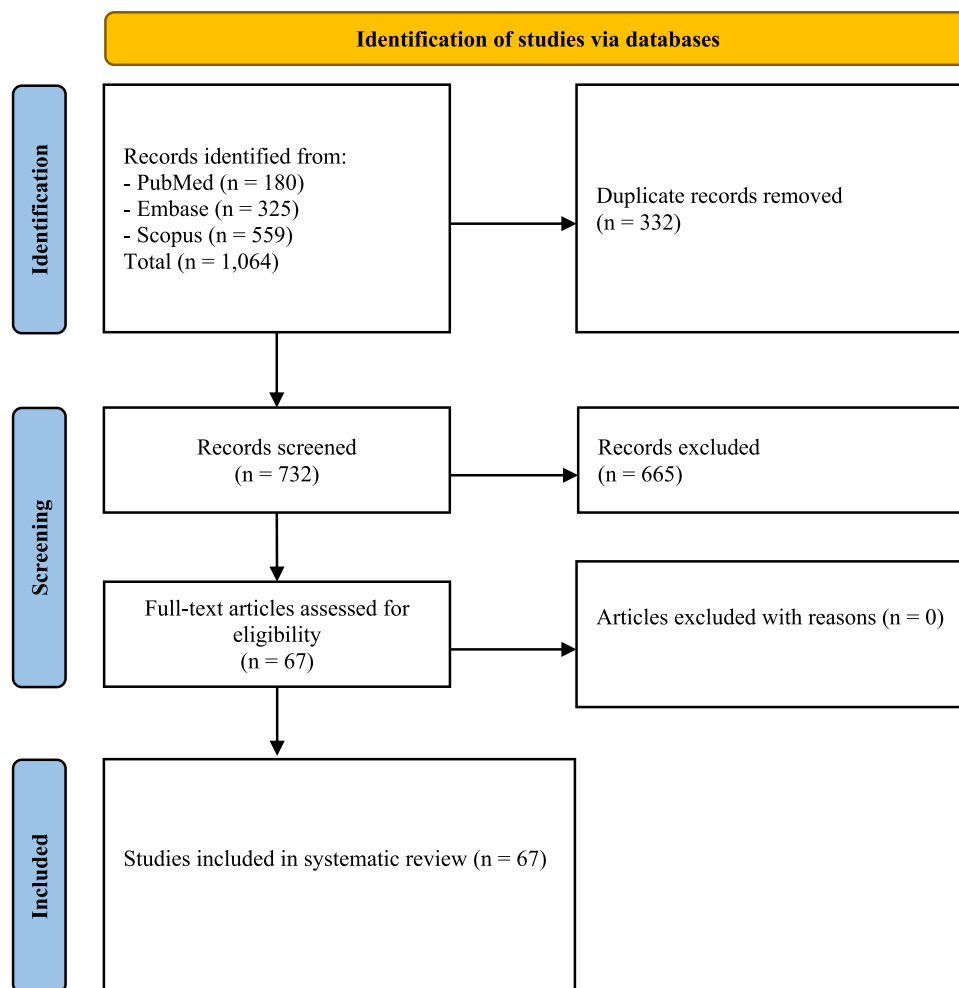 Identification of studies via databases
Identification
Records identified from:
- PubMed (n = 180)
- Embase (n = 325)
- Scopus (n = 559)
Total (n = 1,064)
Duplicate records removed
(n = 332)
Screening
Records screened
(n = 732)
Records excluded
(n = 665)
Full-text articles assessed for
eligibility
(n = 67)
Articles excluded with reasons (n = 0)
Included
Studies included in systematic review (n = 67)